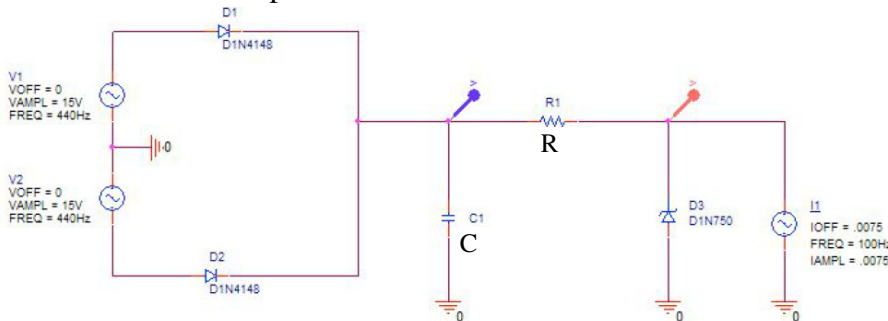 D1
D1N4148
V1
VOFF = 0
VAMPL = 15V
FREQ = 440Hz
0
V2
VOFF = 0
VAMPL = 15V
FREQ = 440Hz
D2
D1N4148
V
R1
R
V
C1
C
D3
D1N750
I1
IOFF = .0075
FREQ = 100Hz
IAMPL = .0075
0
0
0